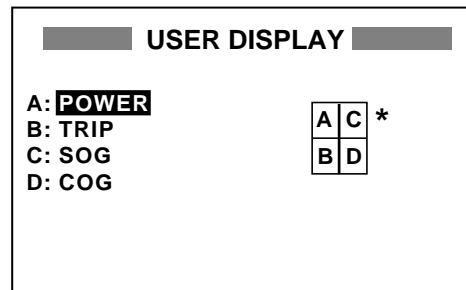 USER DISPLAY
A: POWER
B: TRIP
C: SOG
D: COG
A C *
B D